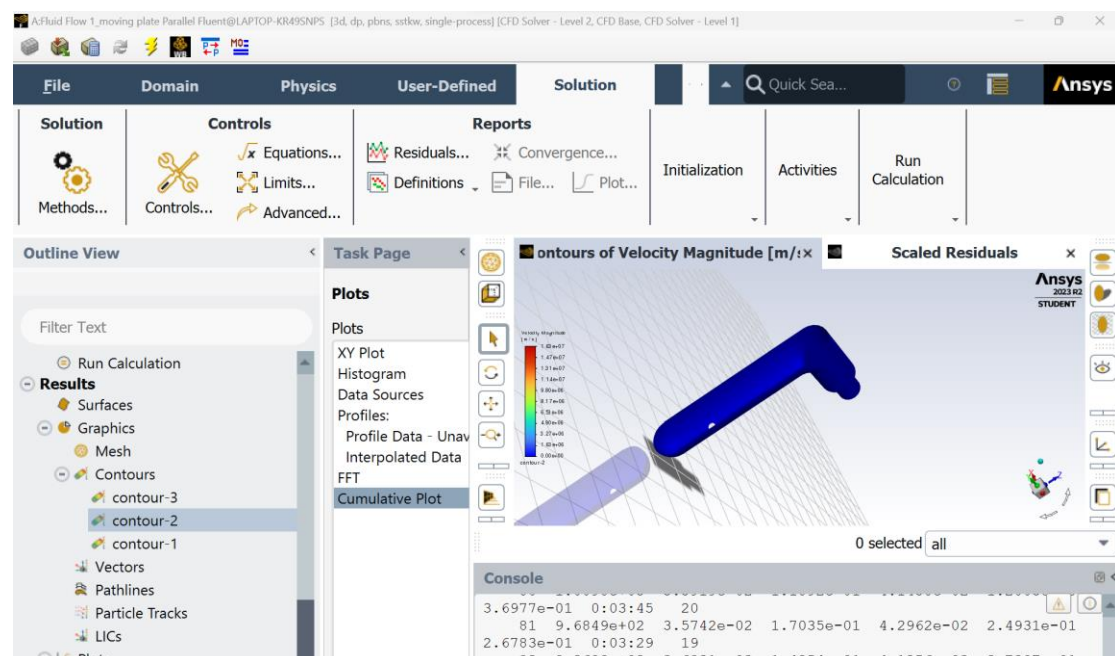 A:Fluid Flow 1_moving plate Parallel Fluent@LAPTOP-KR49SNPS [3d, dp, pbns, sstkw, single-process] [CFD Solver - Level 2, CFD Base, CFD Solver - Level 1]
File Domain Physics User-Defined Solution Quick Sea... Ansys
Solution Controls Reports
Equations... Residuals... Convergence...
Limits... Definitions File... Plot...
Methods... Controls... Advanced...
Initialization Activities Run Calculation
Outline View
Filter Text
Run Calculation
Results
Surfaces
Graphics
Mesh
Contours
contour-3
contour-2
contour-1
Vectors
Pathlines
Particle Tracks
LICs
Task Page
Plots
Plots
XY Plot
Histogram
Data Sources
Profiles:
Profile Data - Unav
Interpolated Data
FFT
Cumulative Plot
ontours of Velocity Magnitude [m/s Scaled Residuals
Ansys
2023 R2
STUDENT
Velocity Magnitude
[m/s]
contour-2
0 selected all
Console
3.6977e-01 0:03:45 20
81 9.6849e+02 3.5742e-02 1.7035e-01 4.2962e-02 2.4931e-01
2.6783e-01 0:03:29 19